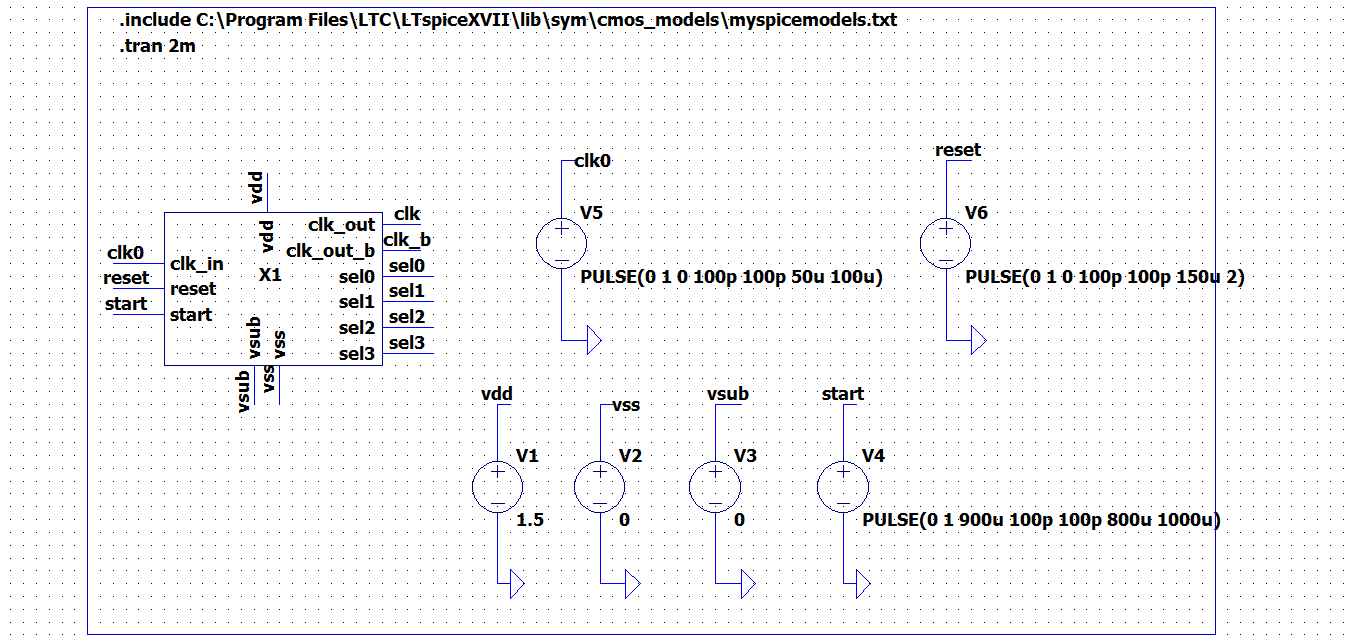 .include C:\Program Files\LTC\LTspiceXVII\lib\sym\cmos_models\myspicemodels.txt
.tran 2m
reset
clk0
vdd
clk
V5
V6
vdd
clk_out
clk_b
clk0
clk_out_b
clk_in
sel0
sel0
reset
X1
PULSE(0 1 0 100p 100p 50u 100u)
PULSE(0 1 0 100p 100p 150u 2)
reset
sel1
sel1
start
start
sel2
sel2
vsub
vss
sel3
sel3
vsub
vss
vdd
vss
vsub
start
V1
V2
V3
V4
1.5
0
0
PULSE(0 1 900u 100p 100p 800u 1000u)